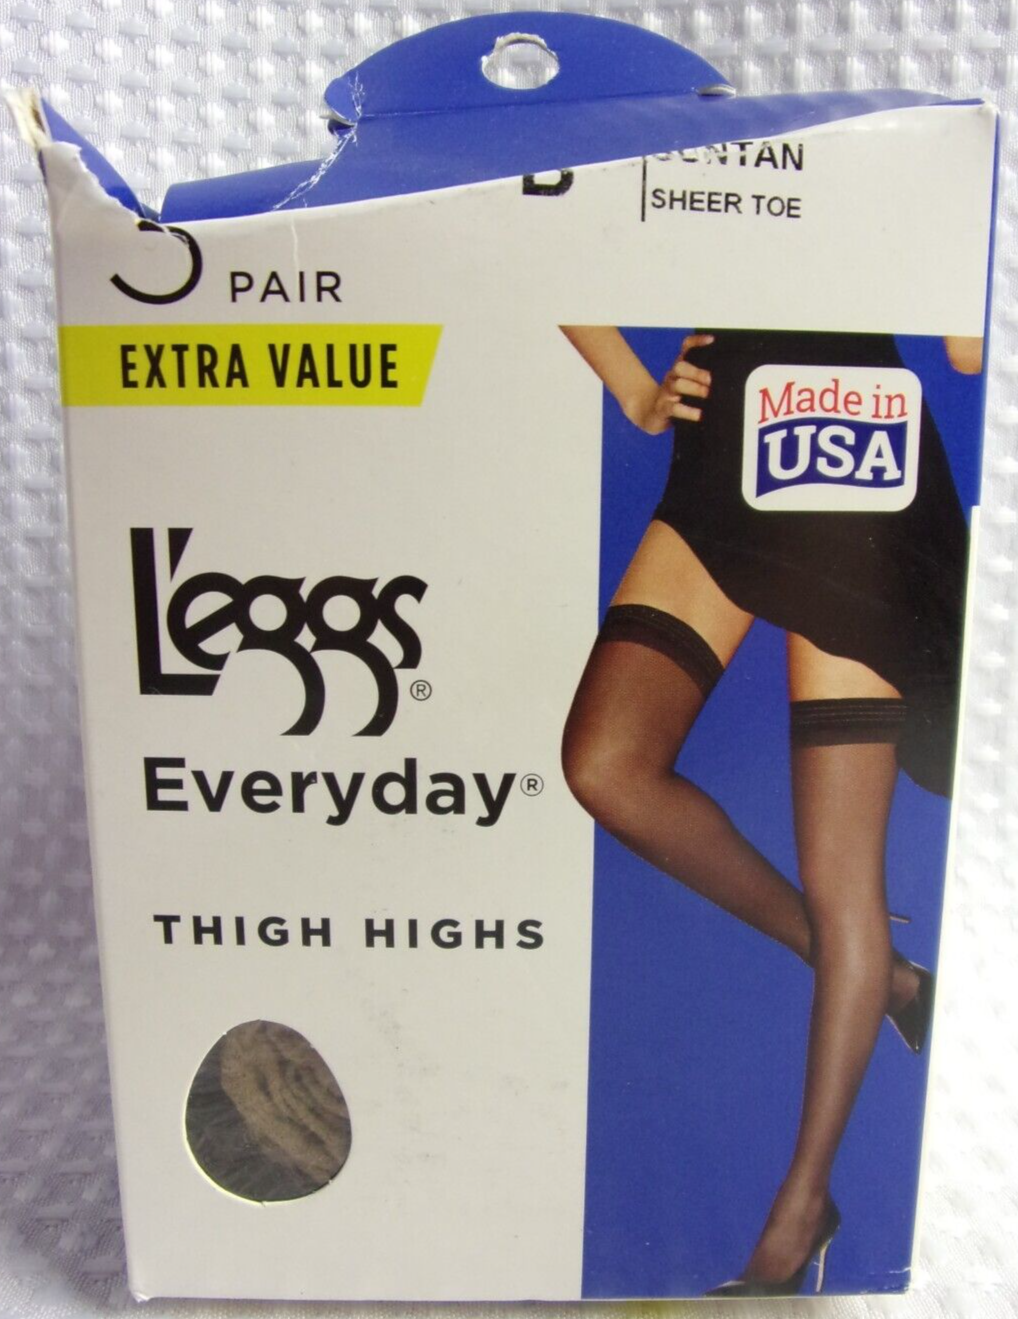 SHEER TOE
PAIR
EXTRA VALUE
Made in
USA
L'eggs®
Everyday®
THIGH HIGHS